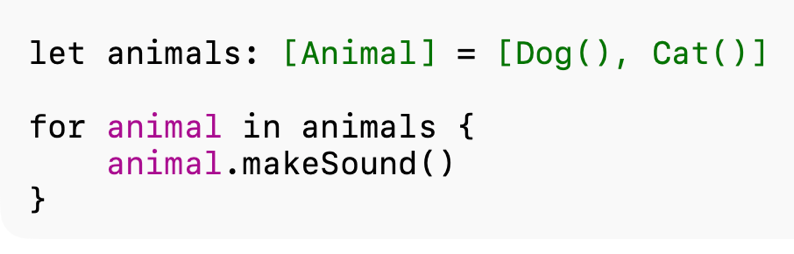 let animals: [Animal] = [Dog(), Cat()]
for animal in animals {
    animal.makeSound()
}